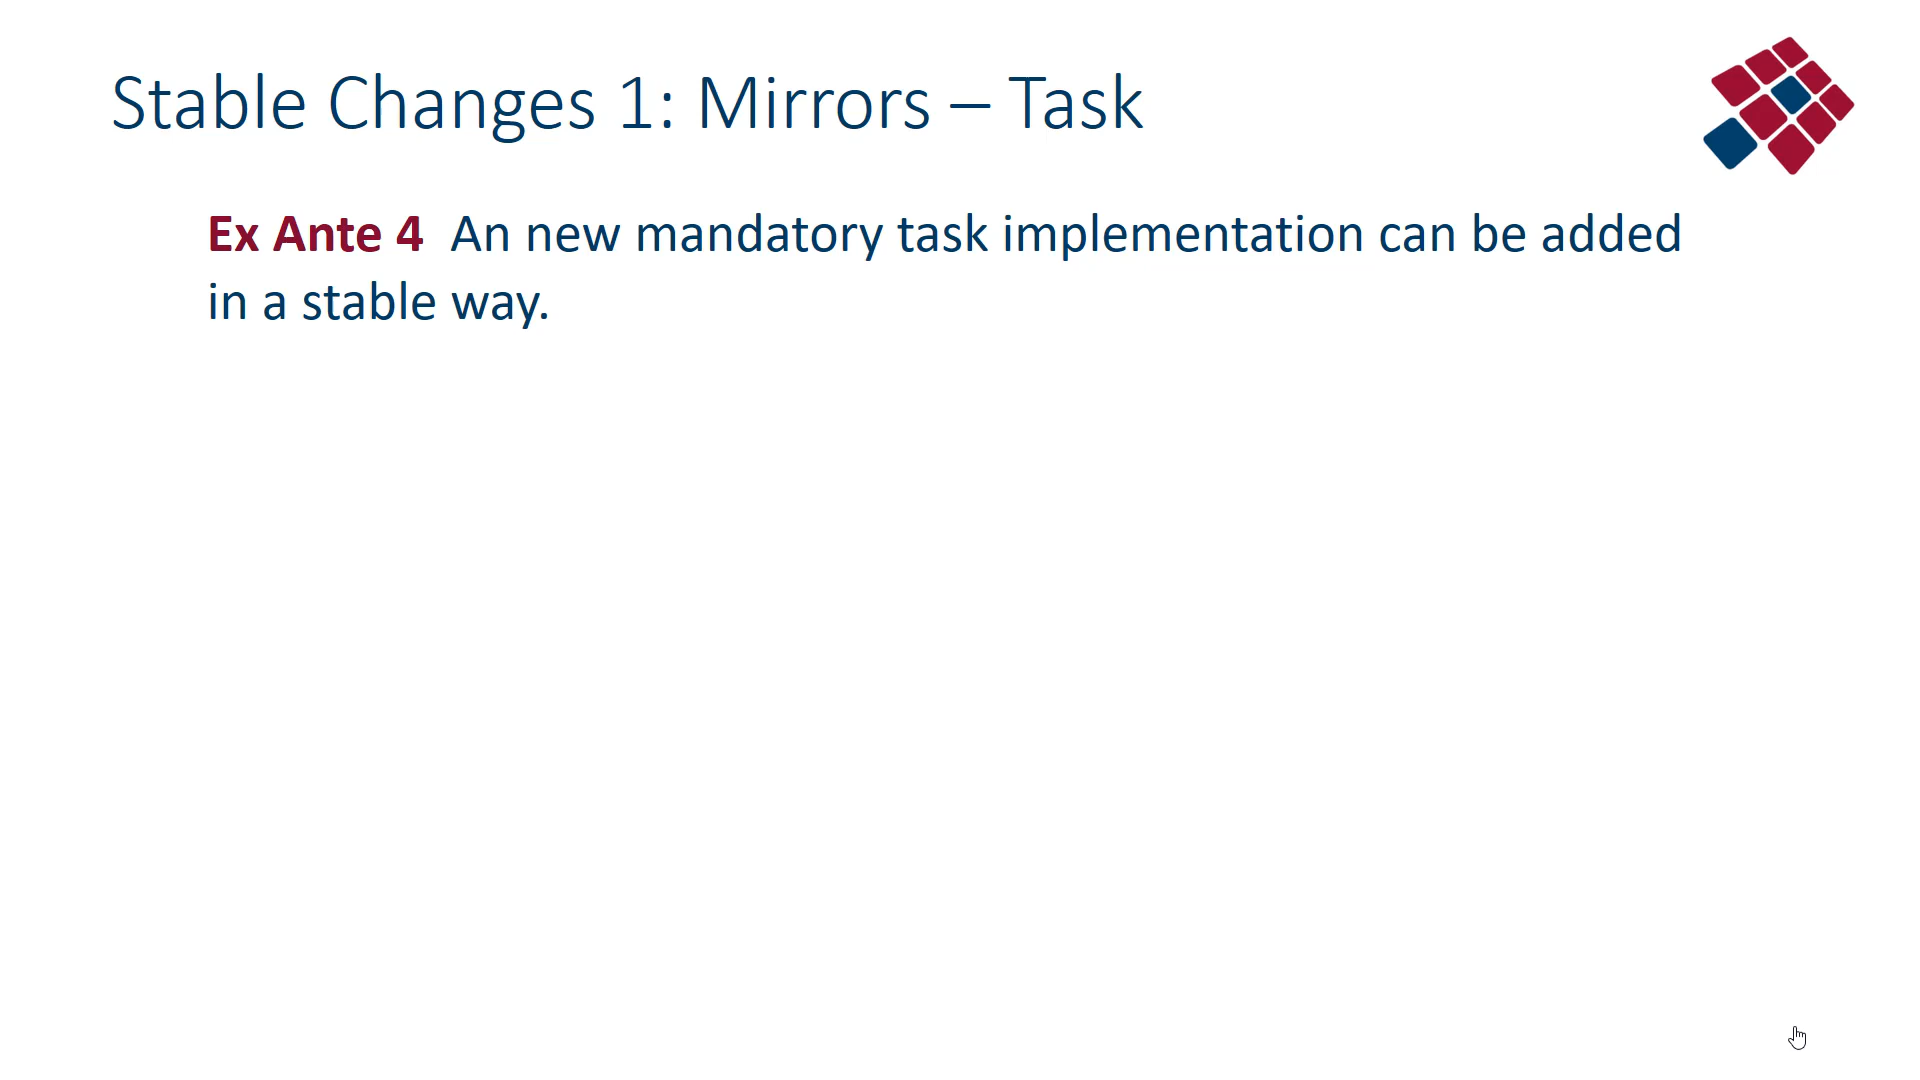 Stable Changes 1: Mirrors – Task
Ex Ante 4 An new mandatory task implementation can be added
in a stable way.